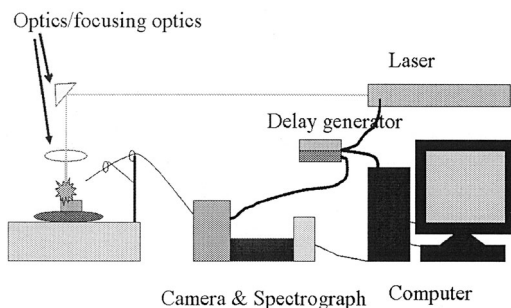 Optics/focusing optics
Laser
Delay generator
Camera & Spectrograph
Computer